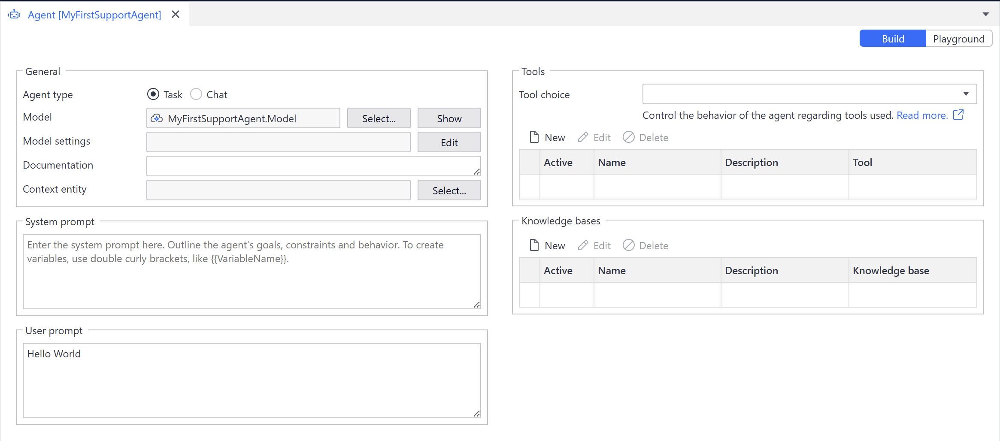 Agent [MyFirstSupportAgent]
Build Playground
General
Agent type Task Chat
Model MyFirstSupportAgent.Model Select... Show
Model settings Edit
Documentation
Context entity Select...
System prompt
Enter the system prompt here. Outline the agent's goals, constraints and behavior. To create
variables, use double curly brackets, like {{VariableName}}.
User prompt
Hello World
Tools
Tool choice
Control the behavior of the agent regarding tools used. Read more.
New Edit Delete
Active Name Description Tool
Knowledge bases
New Edit Delete
Active Name Description Knowledge base